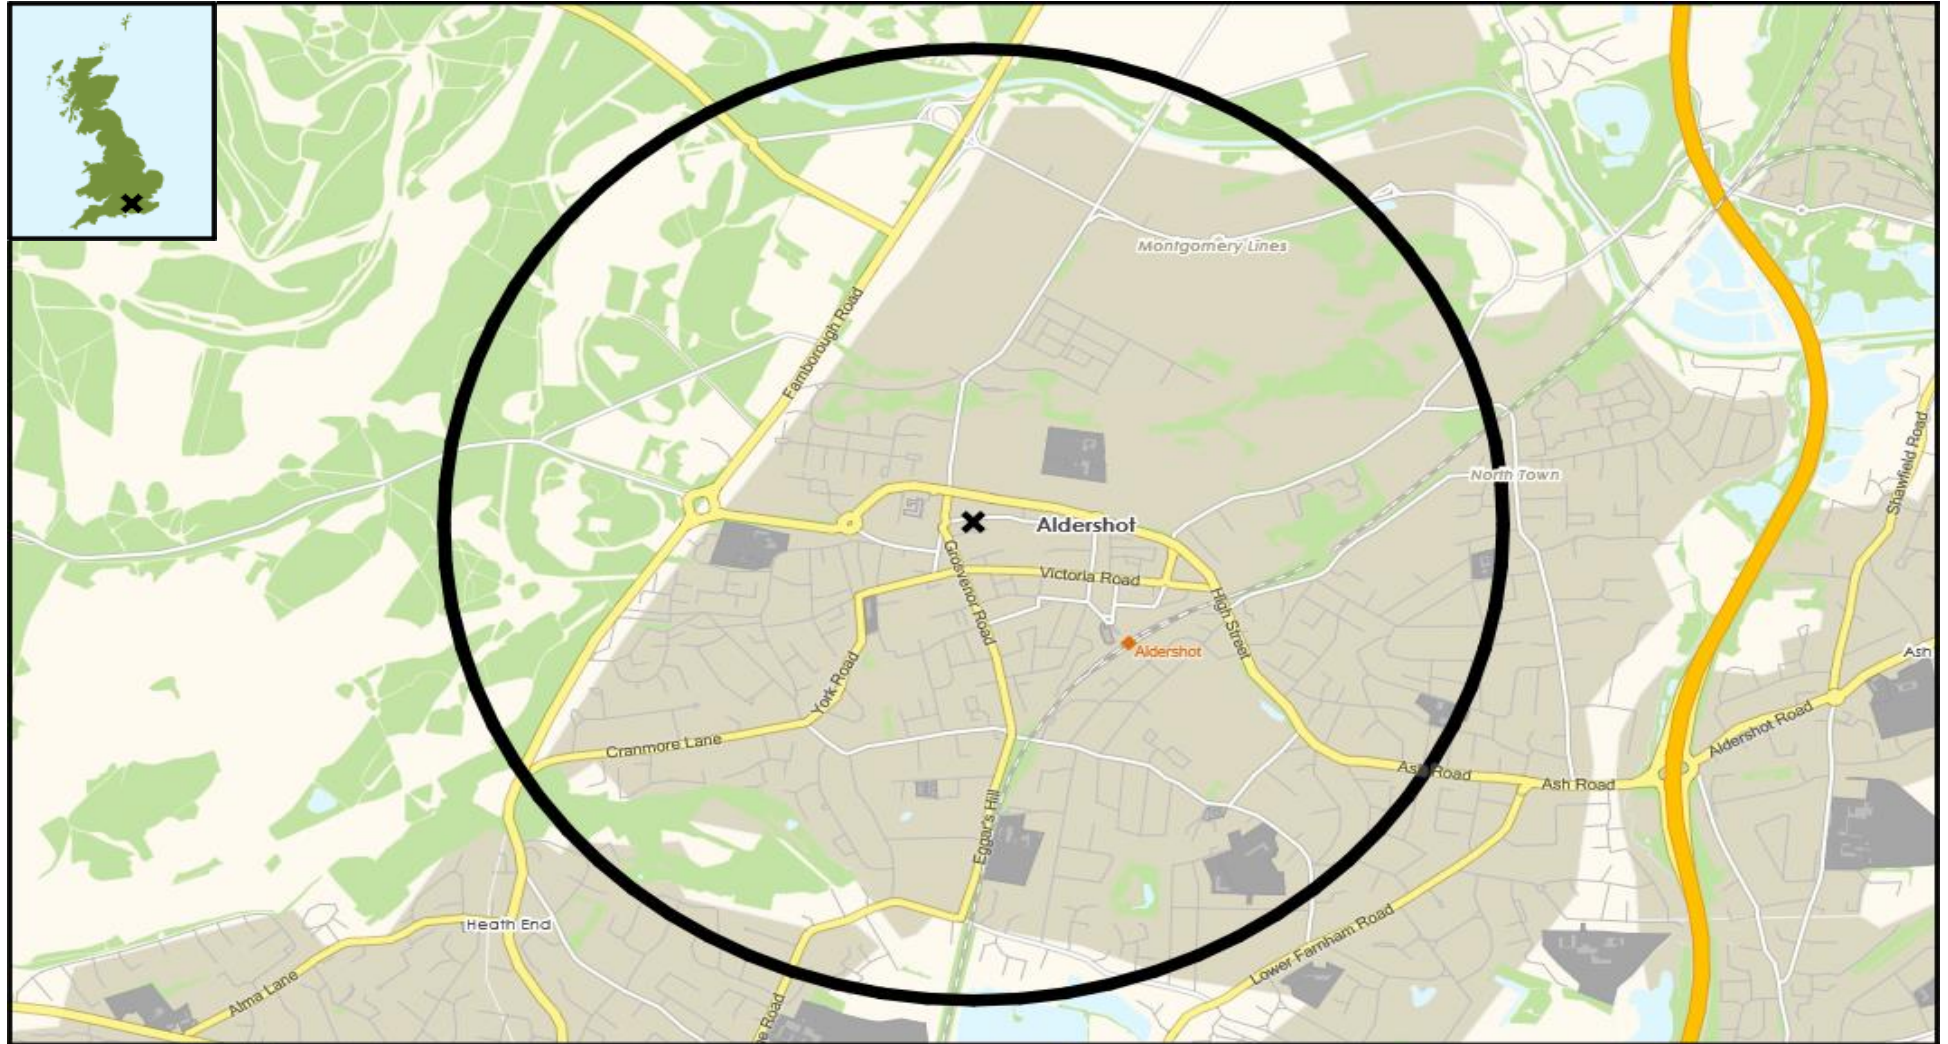 Montgomery Lines
Farnborough Road
Shawfield Road
North Town
Aldershot
Grosvenor Road
Victoria Road
High Street
Aldershot
Ash
York Road
Cranmore Lane
Aldershot Road
Ash Road
Ash Road
Eggar's Hill
Heath End
Lower Farnham Road
Alma Lane
Road